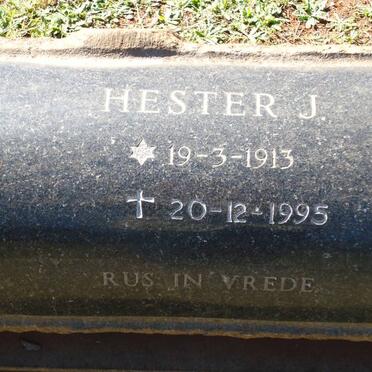 HESTER J.
✡ 19-3-1913
✝ 20-12-1995
RUS IN VREDE